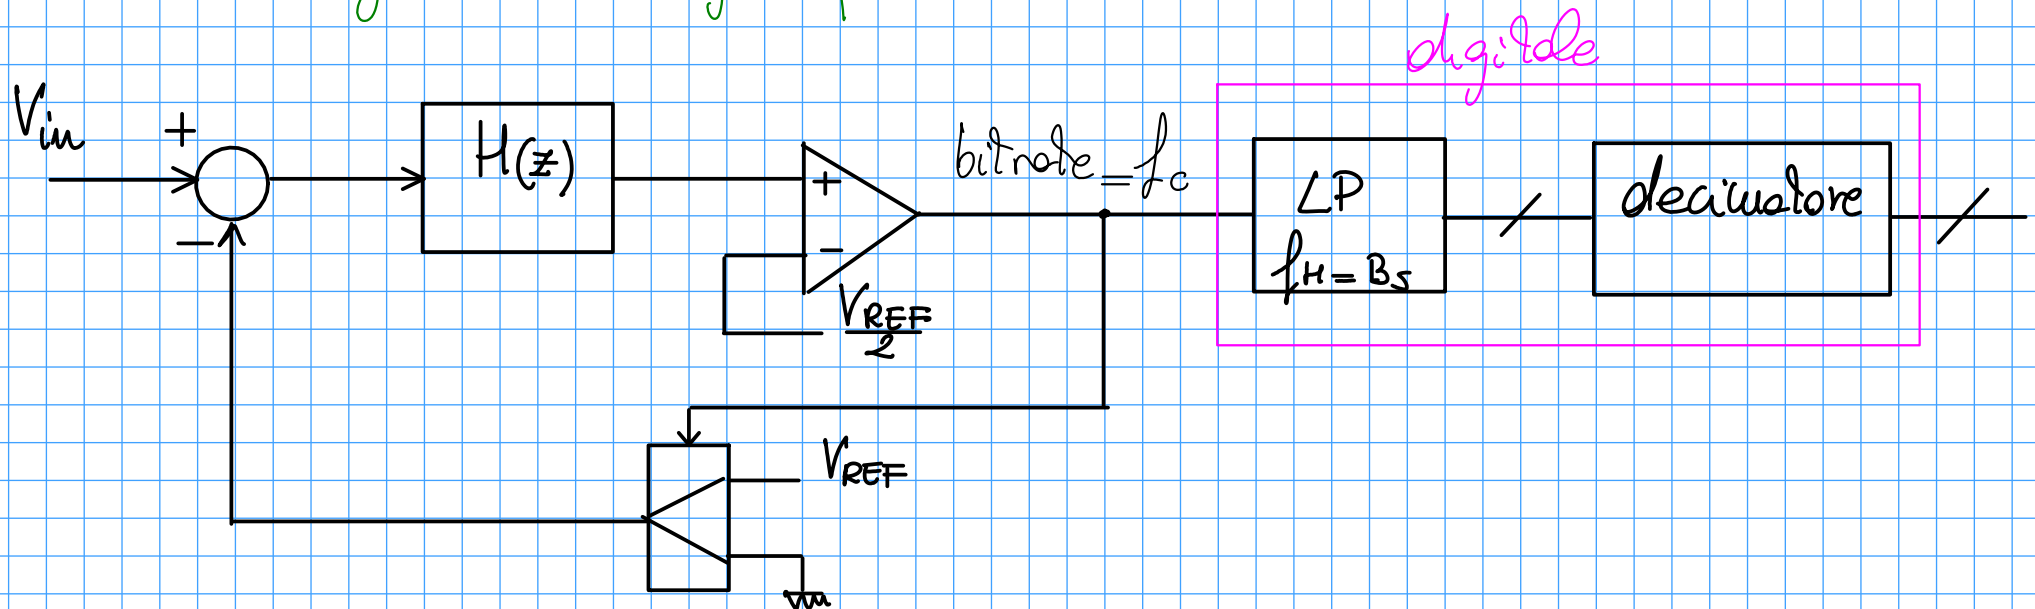 digitale
Vin
+
H(z)
+
bitrate = fc
LP
decimatore
−
−
fH = BS
VREF
2
VREF